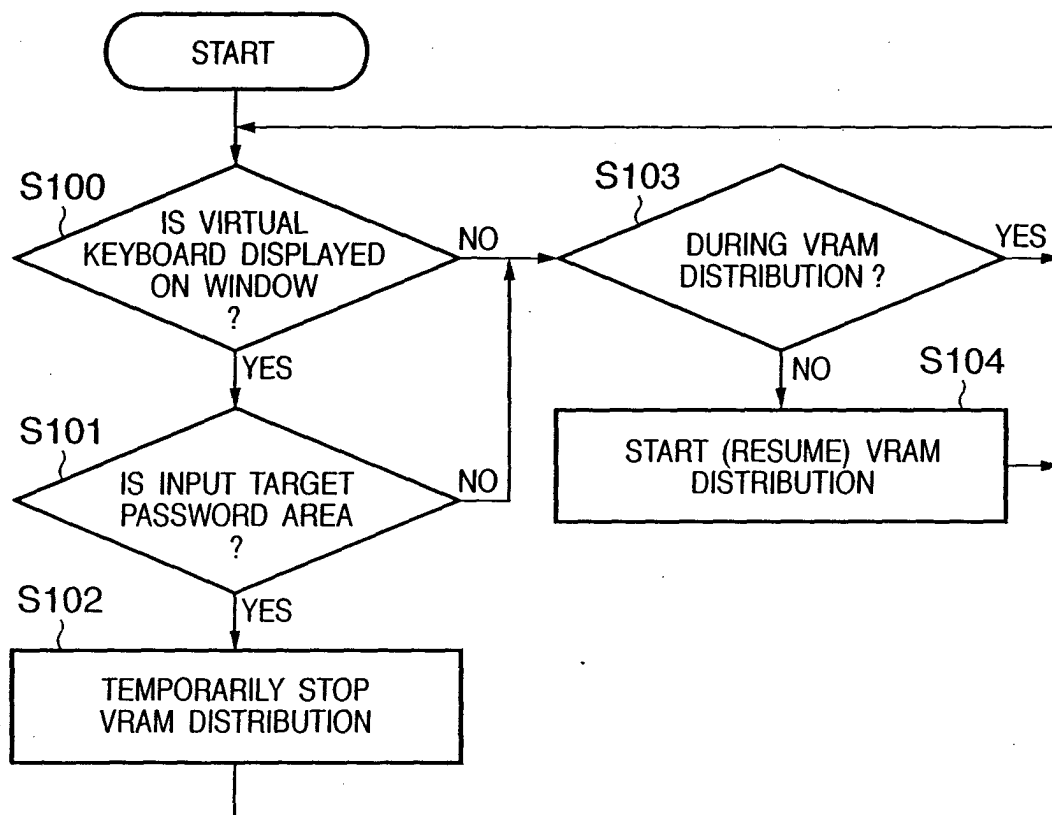 START
S100
IS VIRTUAL
KEYBOARD DISPLAYED
ON WINDOW
?
NO
YES
S103
DURING VRAM
DISTRIBUTION ?
YES
NO
S104
START (RESUME) VRAM
DISTRIBUTION
S101
IS INPUT TARGET
PASSWORD AREA
?
NO
YES
S102
TEMPORARILY STOP
VRAM DISTRIBUTION